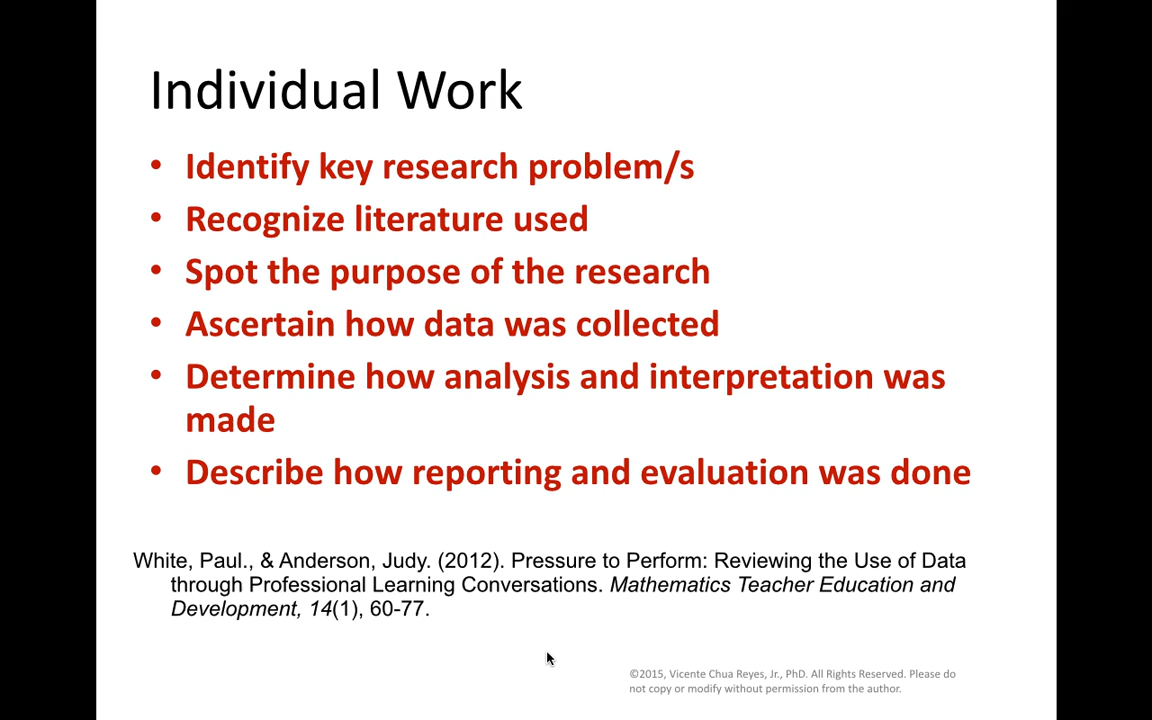 Individual Work
• Identify key research problem/s
• Recognize literature used
• Spot the purpose of the research
• Ascertain how data was collected
• Determine how analysis and interpretation was
made
• Describe how reporting and evaluation was done
White, Paul., & Anderson, Judy. (2012). Pressure to Perform: Reviewing the Use of Data
through Professional Learning Conversations. Mathematics Teacher Education and
Development, 14(1), 60-77.
©2015, Vicente Chua Reyes, Jr., PhD. All Rights Reserved. Please do
not copy or modify without permission from the author.